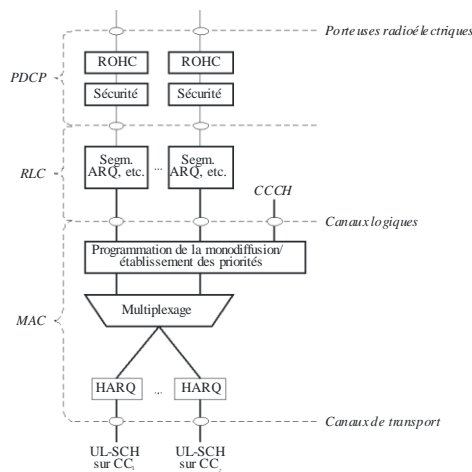 Porteuses radioélectriques
ROHC
ROHC
PDCP
Sécurité
Sécurité
Segm.
ARQ, etc.
...
Segm.
ARQ, etc.
RLC
CCCH
Canaux logiques
Programmation de la monodiffusion/
établissement des priorités
Multiplexage
MAC
HARQ
...
HARQ
Canaux de transport
UL-SCH
sur CC
UL-SCH
sur CC